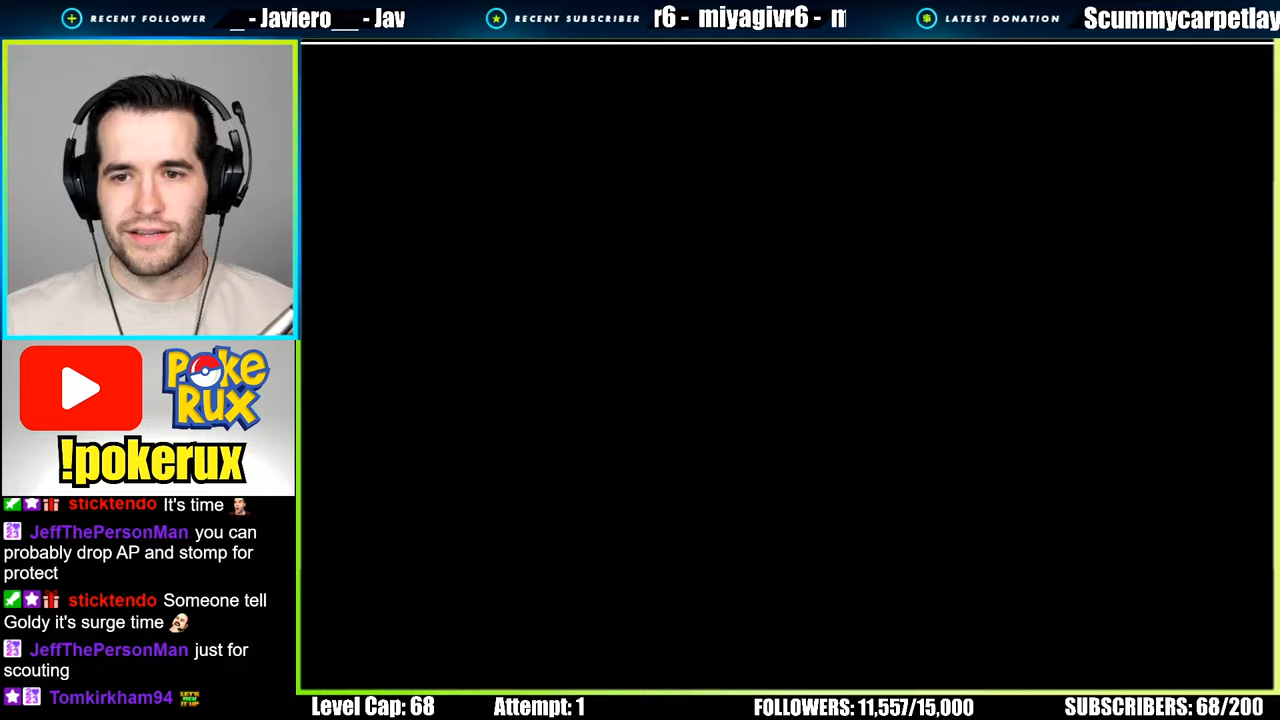 RECENT FOLLOWER
_ - Javiero__ - Jav
RECENT SUBSCRIBER
r6 - miyagivr6 - m
LATEST DONATION
Scummycarpetlay
POKE
RUX
!pokerux
sticktendo It's time
JeffThePersonMan you can
probably drop AP and stomp for
protect
sticktendo Someone tell
Goldy it's surge time
JeffThePersonMan just for
scouting
Tomkirkham94
Level Cap: 68
Attempt: 1
FOLLOWERS: 11,557/15,000
SUBSCRIBERS: 68/200